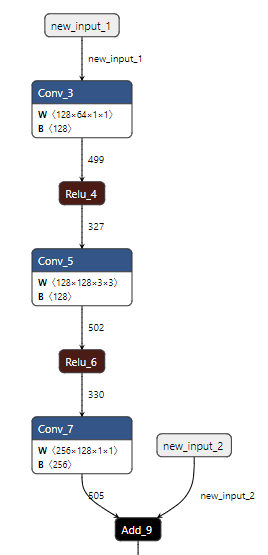 new_input_1
new_input_1
Conv_3
W ⟨128×64×1×1⟩
B ⟨128⟩
499
Relu_4
327
Conv_5
W ⟨128×128×3×3⟩
B ⟨128⟩
502
Relu_6
330
Conv_7
W ⟨256×128×1×1⟩
B ⟨256⟩
new_input_2
505
new_input_2
Add_9